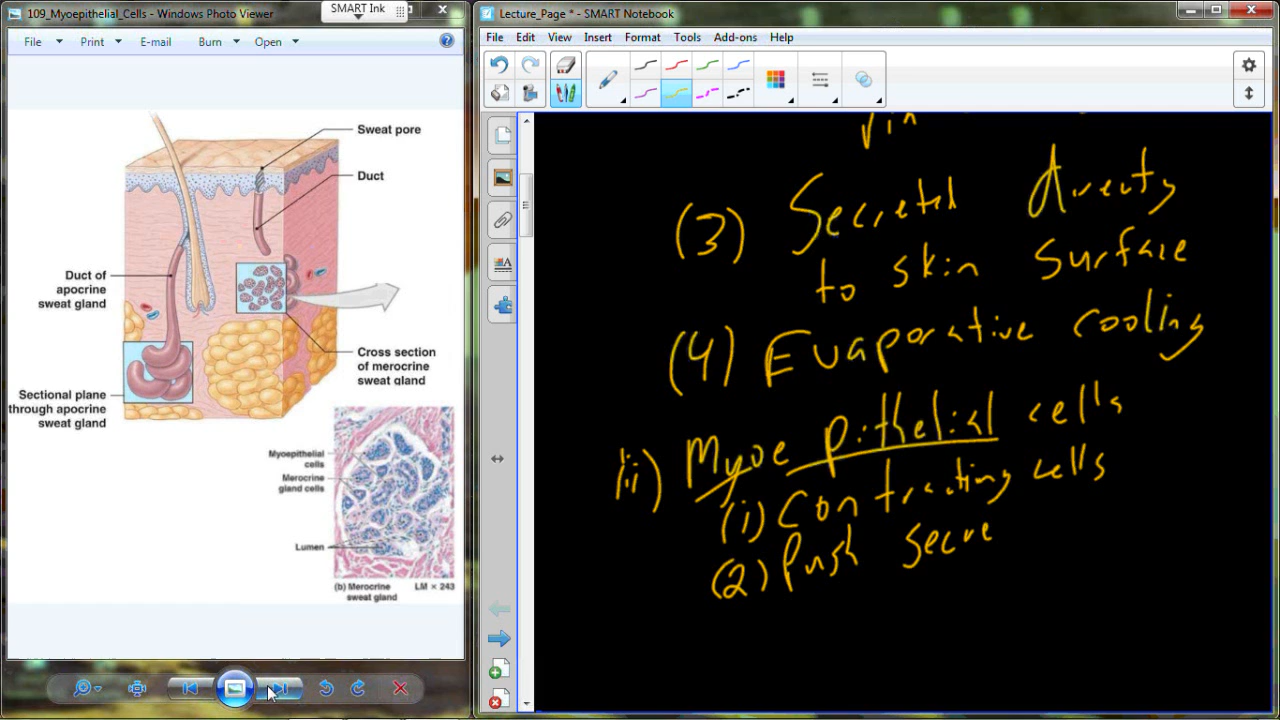 109_Myoepithelial_Cells - Windows Photo Viewer
SMART Ink
File Print E-mail Burn Open
Sweat pore
Duct
Duct of
apocrine
sweat gland
Cross section
of merocrine
sweat gland
Sectional plane
through apocrine
sweat gland
Myoepithelial
cells
Merocrine
gland cells
Lumen
(b) Merocrine
sweat gland
LM × 243
Lecture_Page * - SMART Notebook
File Edit View Insert Format Tools Add-ons Help
(3) Secreted directly
to skin surface
(4) Evaporative cooling
iii) Myoepithelial cells
(i) Contracting cells
(2) Push secre